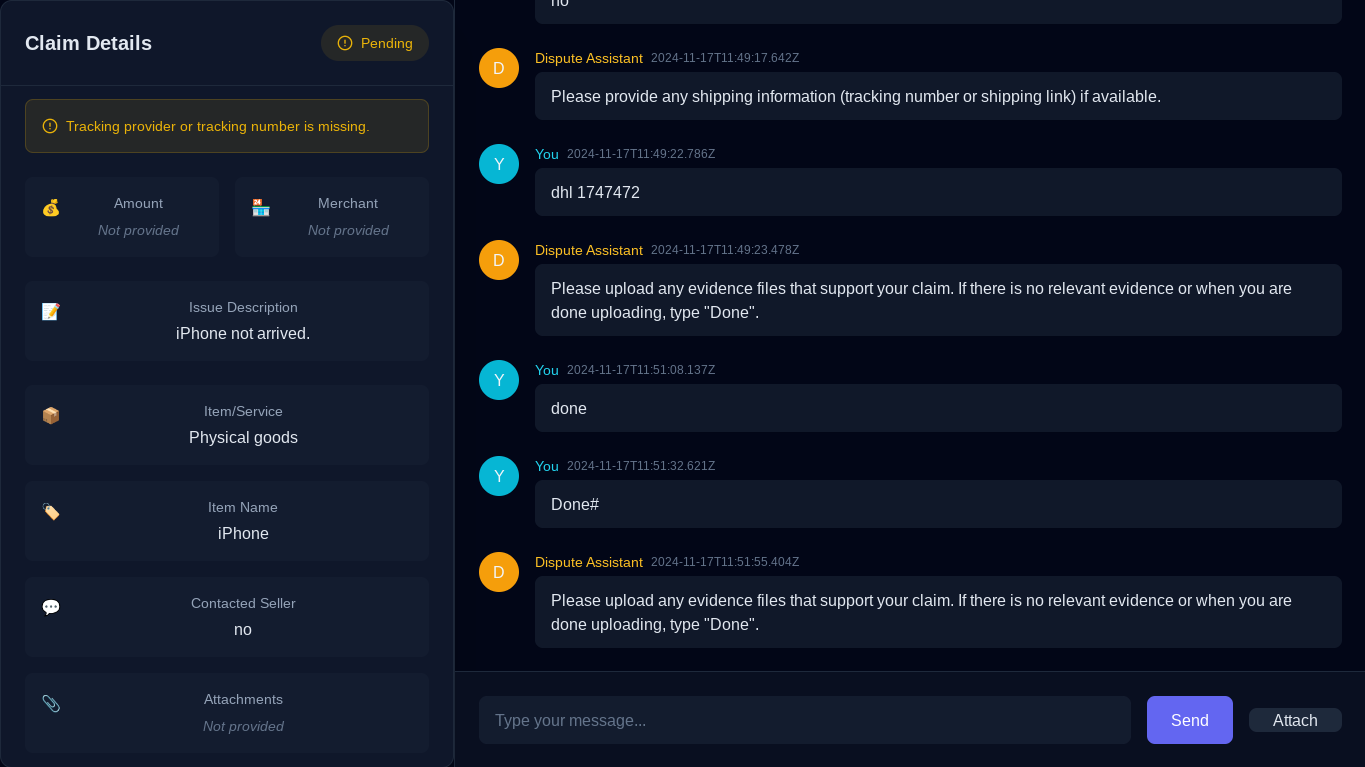 Claim Details
Pending
Tracking provider or tracking number is missing.
Amount
Not provided
Merchant
Not provided
Issue Description
iPhone not arrived.
Item/Service
Physical goods
Item Name
iPhone
Contacted Seller
no
Attachments
Not provided
no
D
Dispute Assistant 2024-11-17T11:49:17.642Z
Please provide any shipping information (tracking number or shipping link) if available.
Y
You 2024-11-17T11:49:22.786Z
dhl 1747472
D
Dispute Assistant 2024-11-17T11:49:23.478Z
Please upload any evidence files that support your claim. If there is no relevant evidence or when you are
done uploading, type "Done".
Y
You 2024-11-17T11:51:08.137Z
done
Y
You 2024-11-17T11:51:32.621Z
Done#
D
Dispute Assistant 2024-11-17T11:51:55.404Z
Please upload any evidence files that support your claim. If there is no relevant evidence or when you are
done uploading, type "Done".
Type your message...
Send
Attach